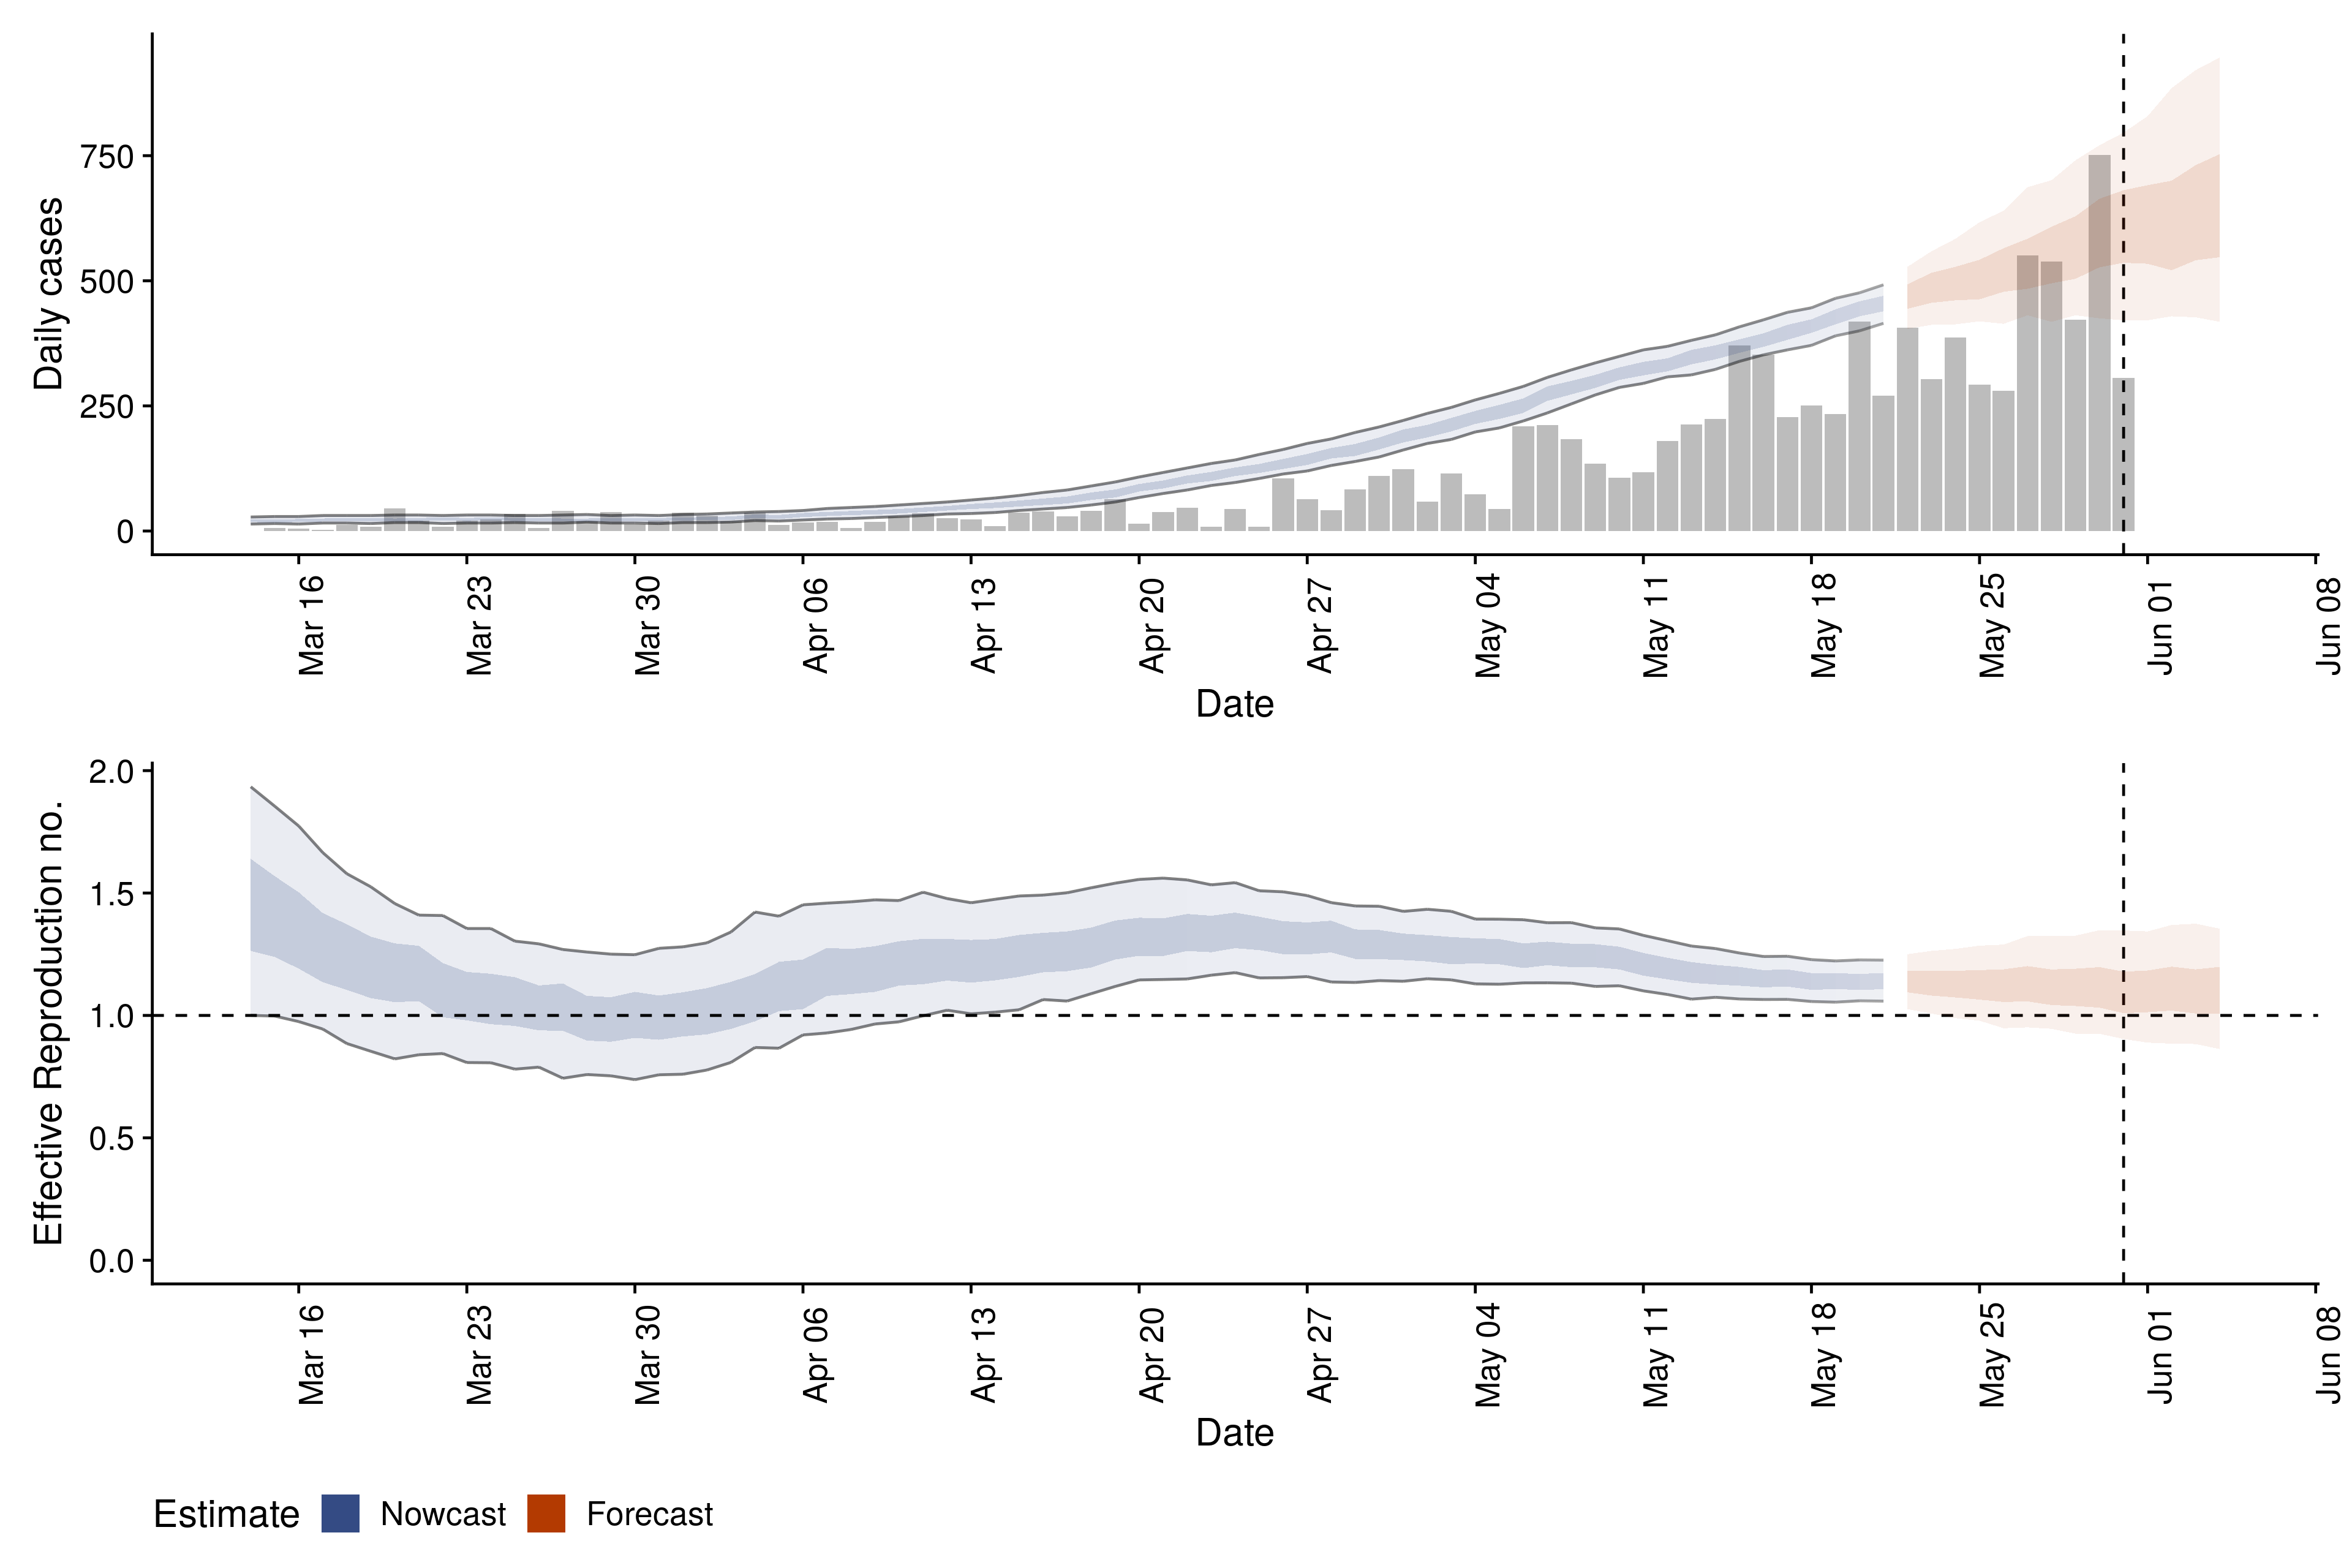 Daily cases
750
500
250
0
Mar 16
Mar 23
Mar 30
Apr 06
Apr 13
Apr 20
Apr 27
May 04
May 11
May 18
May 25
Jun 01
Jun 08
Date
Effective Reproduction no.
2.0
1.5
1.0
0.5
0.0
Mar 16
Mar 23
Mar 30
Apr 06
Apr 13
Apr 20
Apr 27
May 04
May 11
May 18
May 25
Jun 01
Jun 08
Date
Estimate Nowcast Forecast